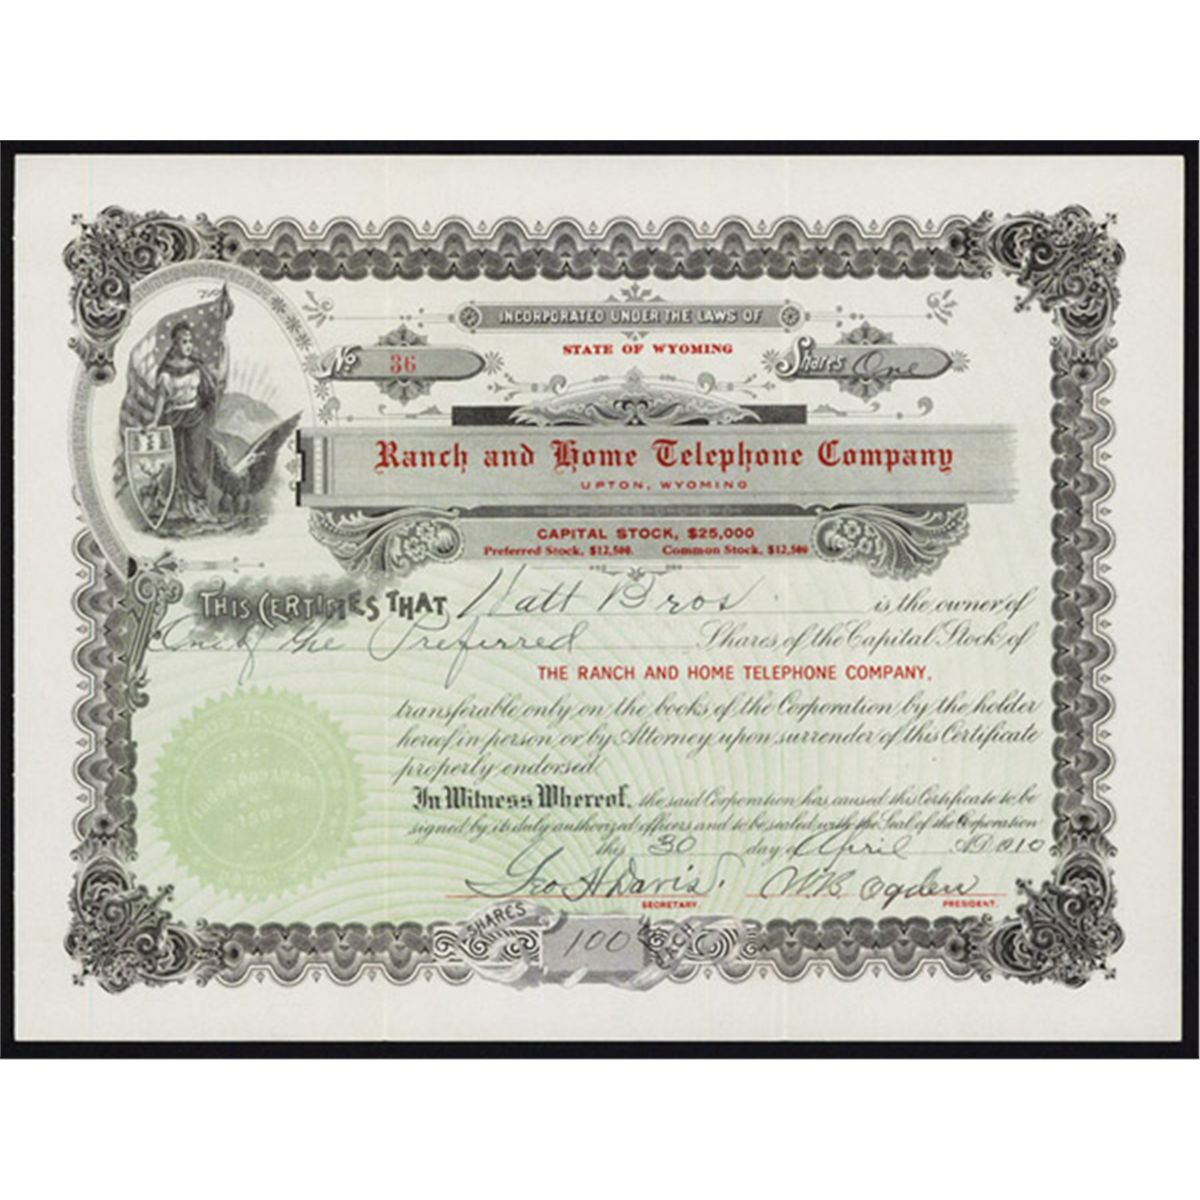 INCORPORATED UNDER THE LAWS OF
STATE OF WYOMING
No 36
Shares One
Ranch and Home Telephone Company
UPTON, WYOMING
CAPITAL STOCK, $25,000
Preferred Stock, $12,500. Common Stock, $12,500
THIS CERTIFIES THAT Watt Bros. is the owner of
One of the Preferred Shares of the Capital Stock of
THE RANCH AND HOME TELEPHONE COMPANY,
transferable only on the books of the Corporation by the holder
hereof in person or by Attorney upon surrender of this Certificate
properly endorsed
In Witness Whereof, the said Corporation has caused this Certificate to be
signed by its duly authorized officers and to be sealed with the Seal of the Corporation
this 30 day of April A.D. 1910
Geo H Davis. W.B. Ogden
SECRETARY. PRESIDENT.
SHARES 100 EACH